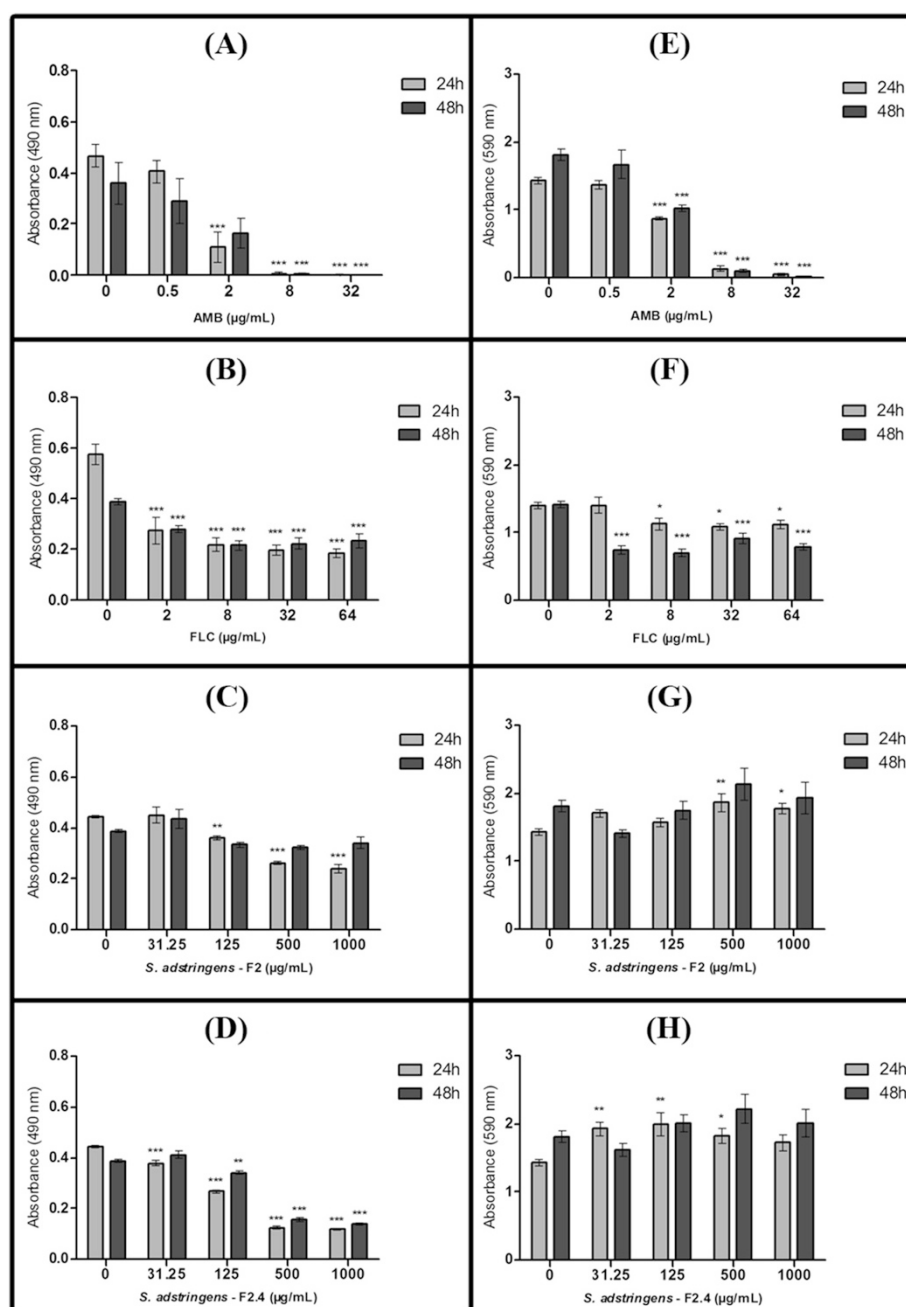 (A)
0.8
0.6
0.4
0.2
0.0
Absorbance (490 nm)
24h
48h
***
*** ***
*** ***
0 0.5 2 8 32
AMB (µg/mL)
(E)
3
2
1
0
Absorbance (590 nm)
24h
48h
*** ***
*** ***
*** ***
0 0.5 2 8 32
AMB (µg/mL)
(B)
0.8
0.6
0.4
0.2
0.0
Absorbance (490 nm)
24h
48h
*** ***
*** ***
*** ***
*** ***
0 2 8 32 64
FLC (µg/mL)
(F)
3
2
1
0
Absorbance (590 nm)
24h
48h
***
* ***
* ***
* ***
0 2 8 32 64
FLC (µg/mL)
(C)
0.8
0.6
0.4
0.2
0.0
Absorbance (490 nm)
24h
48h
**
***
***
0 31.25 125 500 1000
S. adstringens - F2 (µg/mL)
(G)
3
2
1
0
Absorbance (590 nm)
24h
48h
**
*
0 31.25 125 500 1000
S. adstringens - F2 (µg/mL)
(D)
0.8
0.6
0.4
0.2
0.0
Absorbance (490 nm)
24h
48h
***
*** **
*** ***
*** ***
0 31.25 125 500 1000
S. adstringens - F2.4 (µg/mL)
(H)
3
2
1
0
Absorbance (590 nm)
24h
48h
**
**
*
0 31.25 125 500 1000
S. adstringens - F2.4 (µg/mL)